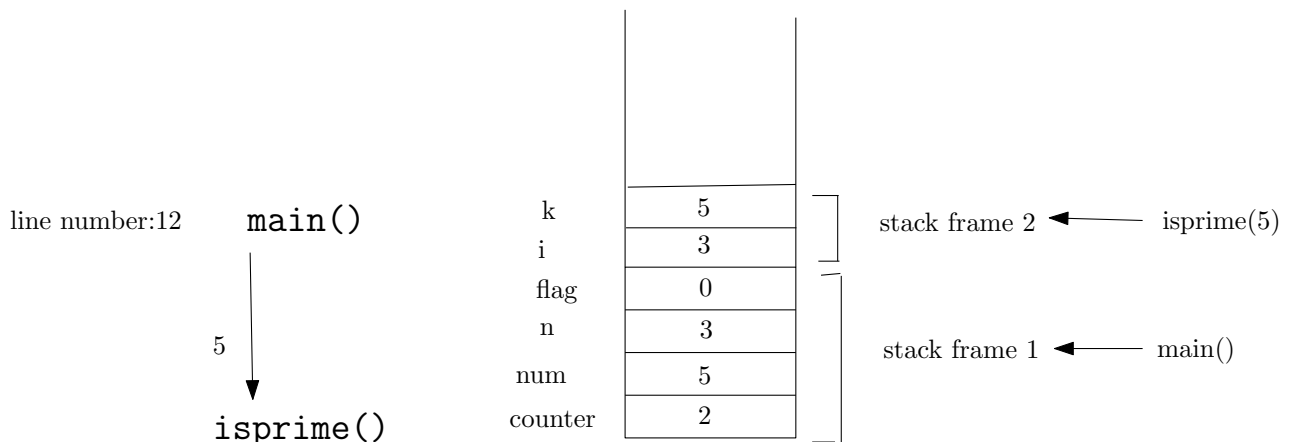 line number:12
main()
5
isprime()
k
5
i
3
flag
0
n
3
num
5
counter
2
stack frame 2
isprime(5)
stack frame 1
main()